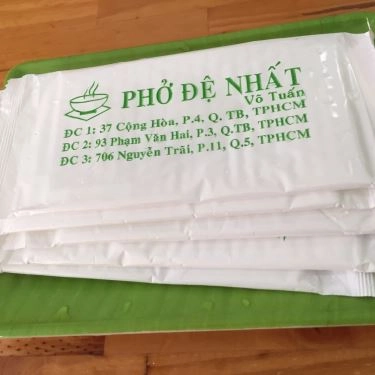 PHỞ ĐỆ NHẤT
Võ Tuấn
ĐC 1: 37 Cộng Hòa, P.4, Q. TB, TPHCM
ĐC 2: 93 Phạm Văn Hai, P.3, Q.TB, TPHCM
ĐC 3: 706 Nguyễn Trãi, P.11, Q.5, TPHCM